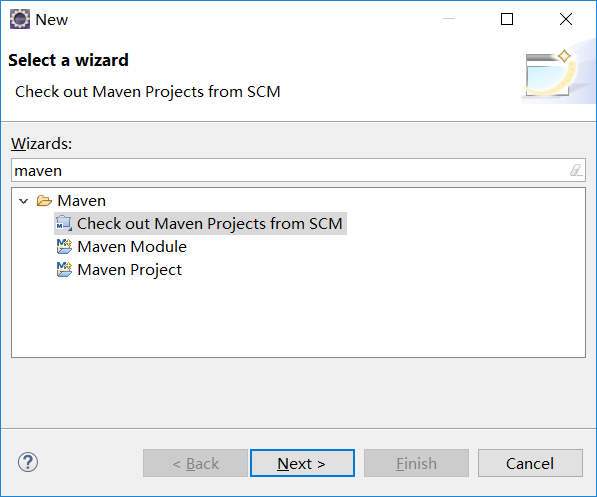 New
Select a wizard
Check out Maven Projects from SCM
Wizards:
maven
Maven
Check out Maven Projects from SCM
Maven Module
Maven Project
< Back
Next >
Finish
Cancel